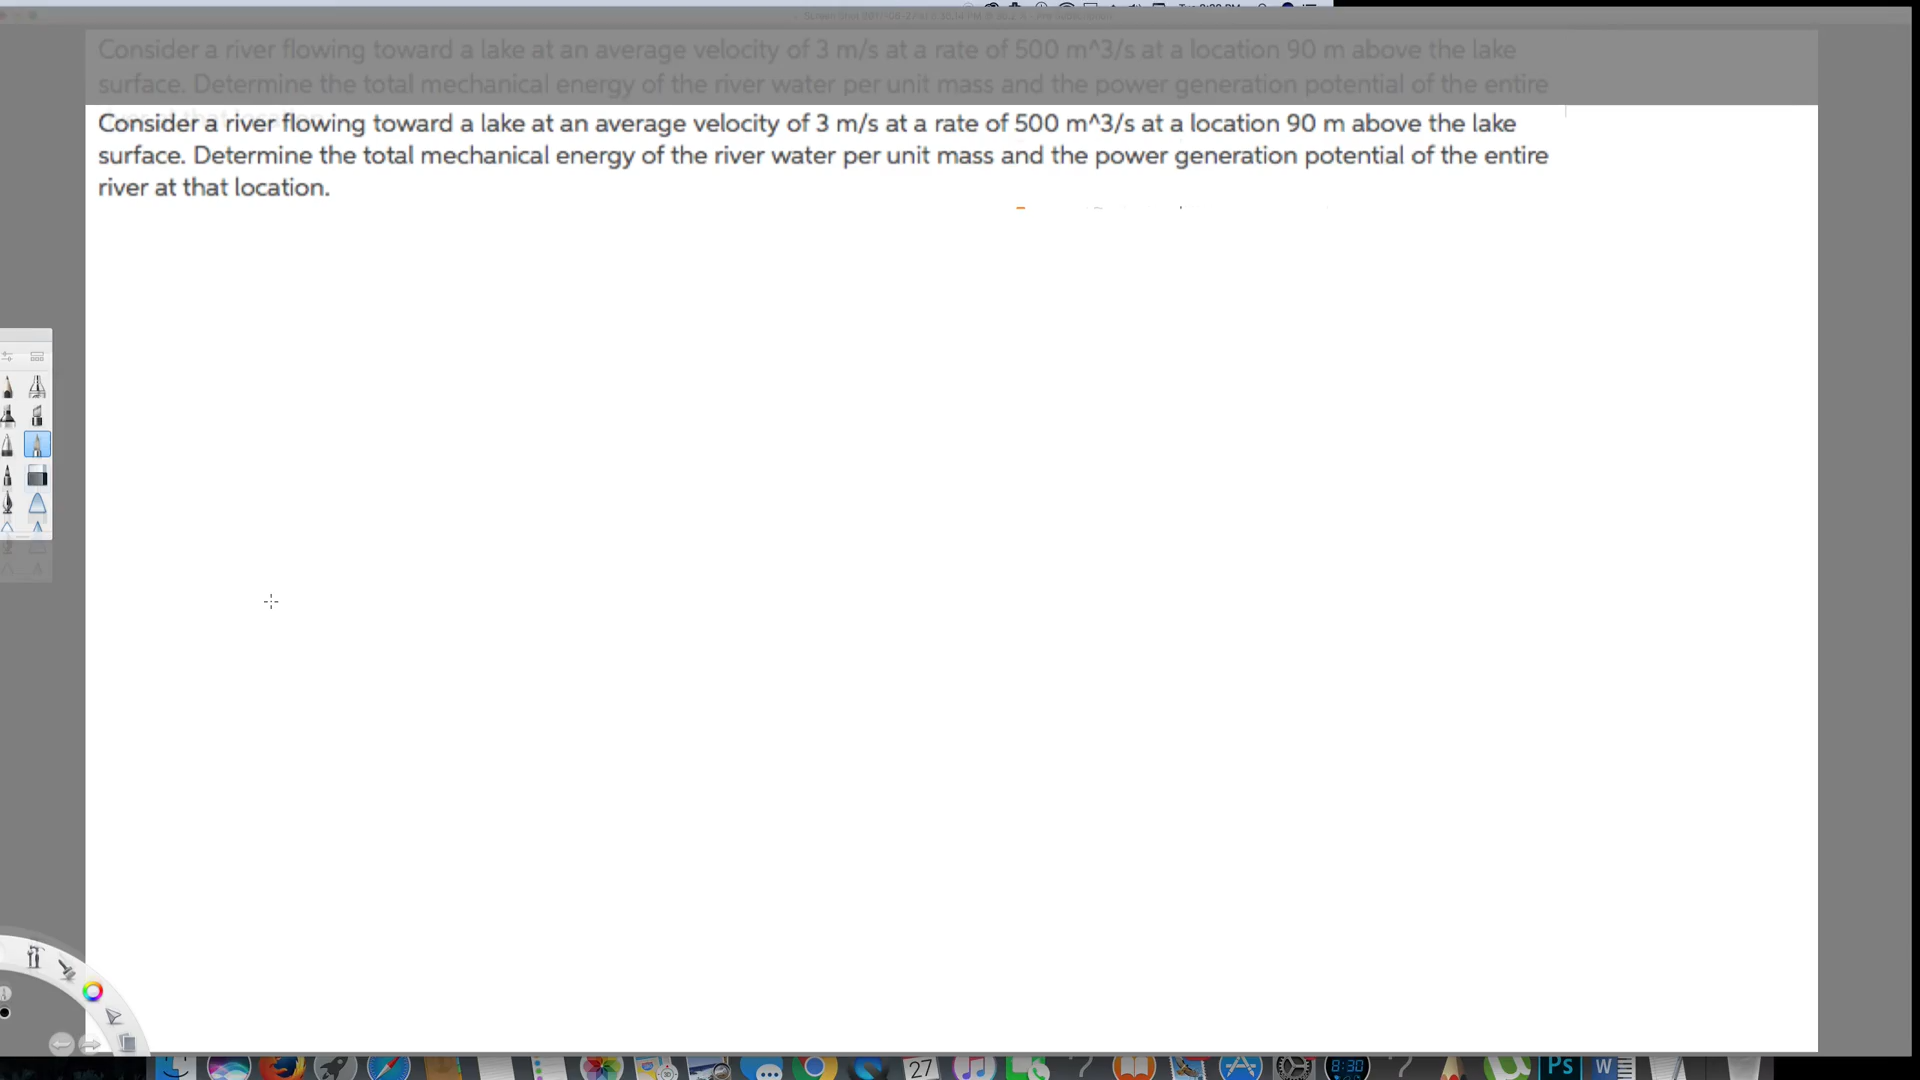 Consider a river flowing toward a lake at an average velocity of 3 m/s at a rate of 500 m^3/s at a location 90 m above the lake
surface. Determine the total mechanical energy of the river water per unit mass and the power generation potential of the entire
Consider a river flowing toward a lake at an average velocity of 3 m/s at a rate of 500 m^3/s at a location 90 m above the lake
surface. Determine the total mechanical energy of the river water per unit mass and the power generation potential of the entire
river at that location.
27
8:30
Ps
W